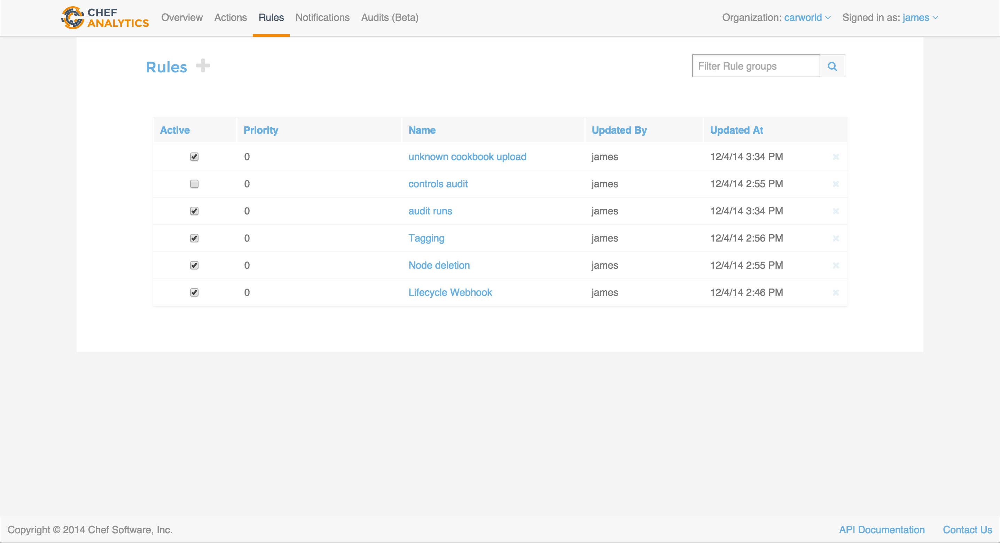 CHEF
ANALYTICS
Overview Actions Rules Notifications Audits (Beta) Organization: carworld Signed in as: james
Rules
Filter Rule groups
Active Priority Name Updated By Updated At
0 unknown cookbook upload james 12/4/14 3:34 PM
0 controls audit james 12/4/14 2:55 PM
0 audit runs james 12/4/14 3:34 PM
0 Tagging james 12/4/14 2:56 PM
0 Node deletion james 12/4/14 2:55 PM
0 Lifecycle Webhook james 12/4/14 2:46 PM
Copyright © 2014 Chef Software, Inc. API Documentation Contact Us